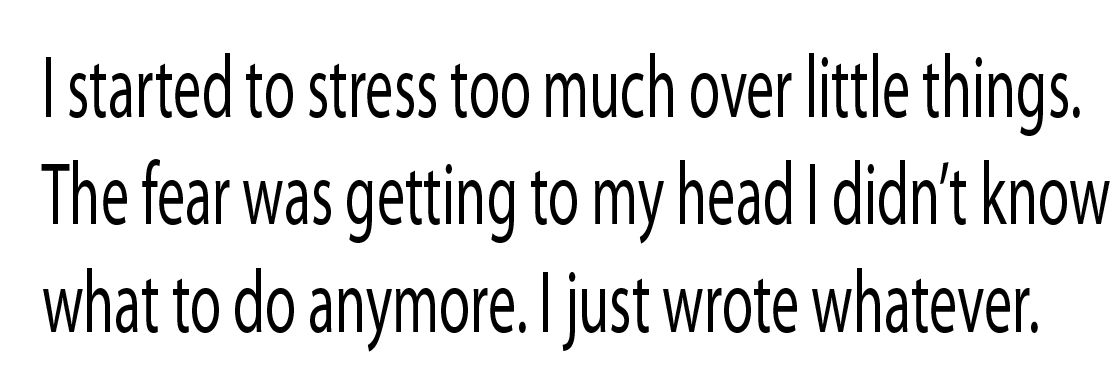 I started to stress too much over little things.
The fear was getting to my head I didn’t know
what to do anymore. I just wrote whatever.